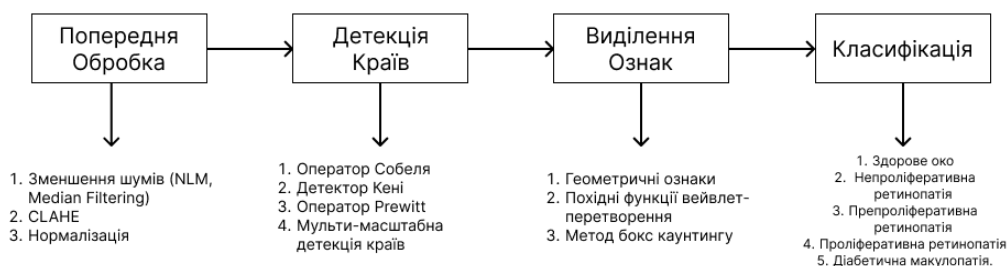 Попередня
Обробка
Детекція
Країв
Виділення
Ознак
Класифікація
1. Зменшення шумів (NLM,
Median Filtering)
2. CLAHE
3. Нормалізація
1. Оператор Собеля
2. Детектор Кені
3. Оператор Prewitt
4. Мульти-масштабна
детекція країв
1. Геометричні ознаки
2. Похідні функції вейвлет-
перетворення
3. Метод бокс каунтингу
1. Здорове око
2. Непроліферативна
ретинопатія
3. Препроліферативна
ретинопатія
4. Проліферативна ретинопатія
5. Діабетична макулопатія.